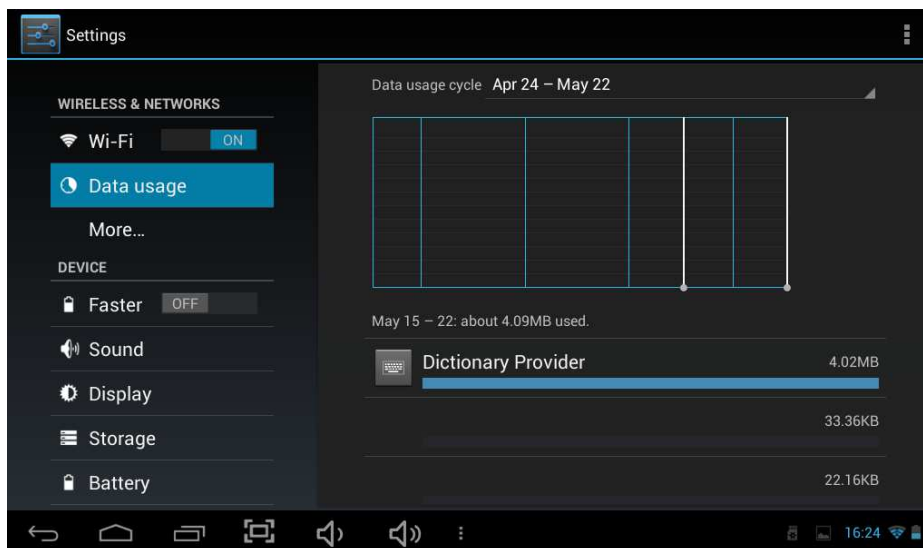 Settings
WIRELESS & NETWORKS
Wi-Fi ON
Data usage
More...
DEVICE
Faster OFF
Sound
Display
Storage
Battery
Data usage cycle Apr 24 – May 22
May 15 – 22: about 4.09MB used.
Dictionary Provider 4.02MB
33.36KB
22.16KB
16:24